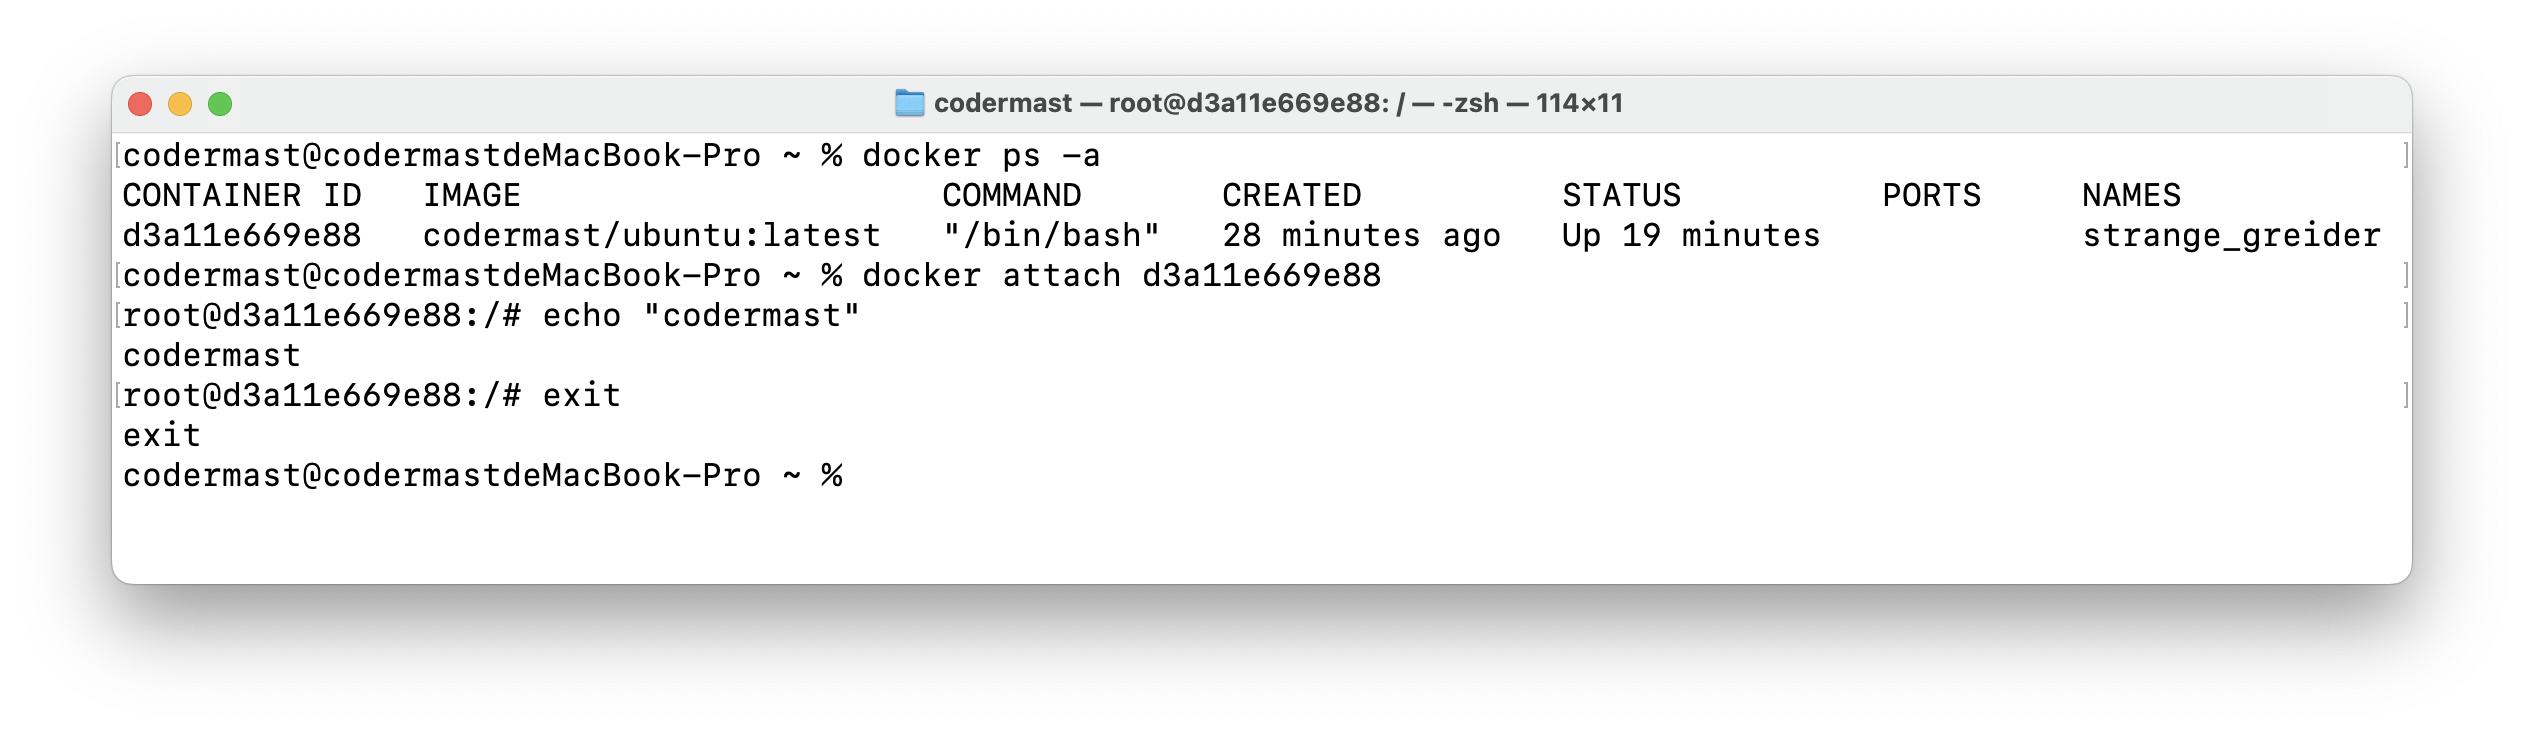 codermast — root@d3a11e669e88: / — -zsh — 114×11
[codermast@codermastdeMacBook-Pro ~ % docker ps -a ]
CONTAINER ID   IMAGE                     COMMAND       CREATED          STATUS          PORTS     NAMES
d3a11e669e88   codermast/ubuntu:latest   "/bin/bash"   28 minutes ago   Up 19 minutes             strange_greider
[codermast@codermastdeMacBook-Pro ~ % docker attach d3a11e669e88 ]
[root@d3a11e669e88:/# echo "codermast" ]
codermast
[root@d3a11e669e88:/# exit ]
exit
codermast@codermastdeMacBook-Pro ~ %